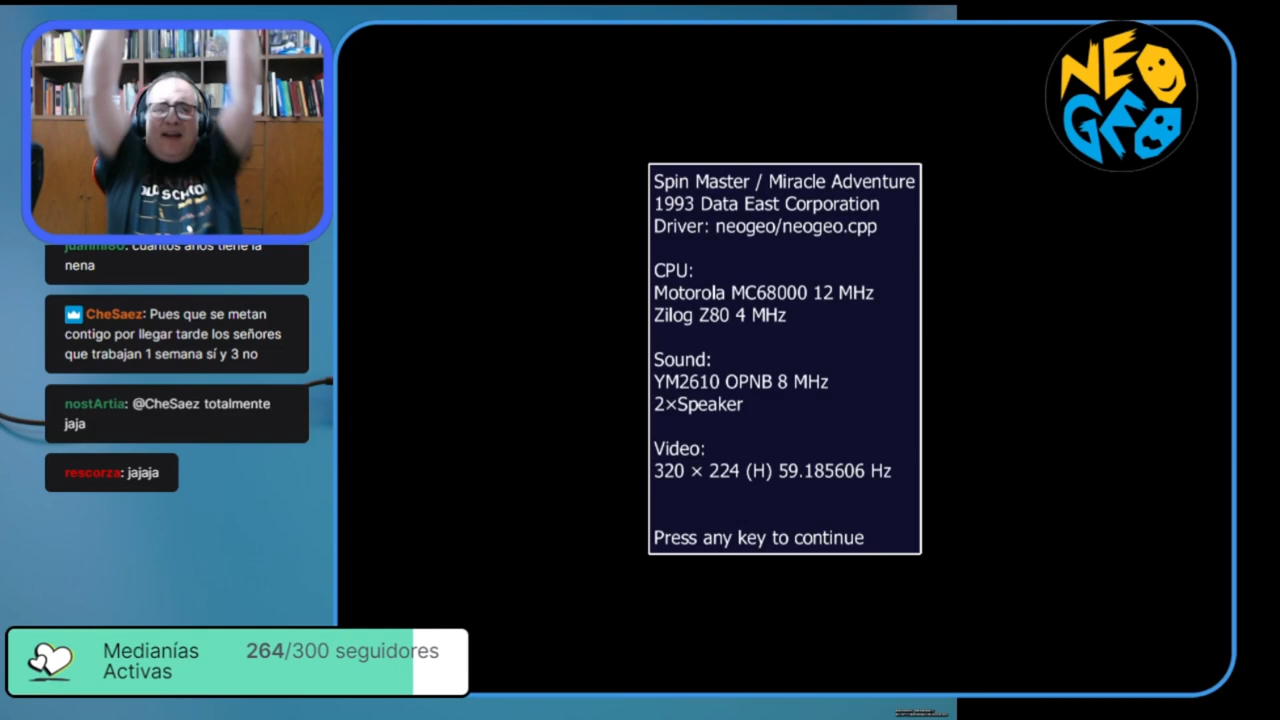 NEO
GEO
OLD SCHOOL
Spin Master / Miracle Adventure
1993 Data East Corporation
Driver: neogeo/neogeo.cpp
CPU:
Motorola MC68000 12 MHz
Zilog Z80 4 MHz
Sound:
YM2610 OPNB 8 MHz
2×Speaker
Video:
320 × 224 (H) 59.185606 Hz
Press any key to continue
juanmi80: cuantos años tiene la
nena
CheSaez: Pues que se metan
contigo por llegar tarde los señores
que trabajan 1 semana sí y 3 no
nostArtia: @CheSaez totalmente
jaja
rescorza: jajaja
Medianías
Activas
264/300 seguidores